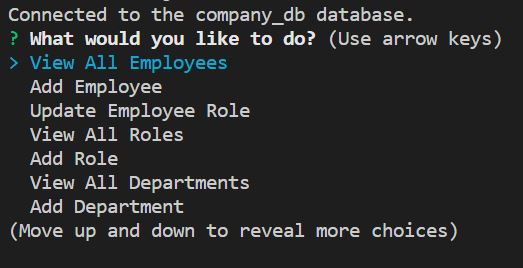 Connected to the company_db database.
? What would you like to do? (Use arrow keys)
> View All Employees
Add Employee
Update Employee Role
View All Roles
Add Role
View All Departments
Add Department
(Move up and down to reveal more choices)